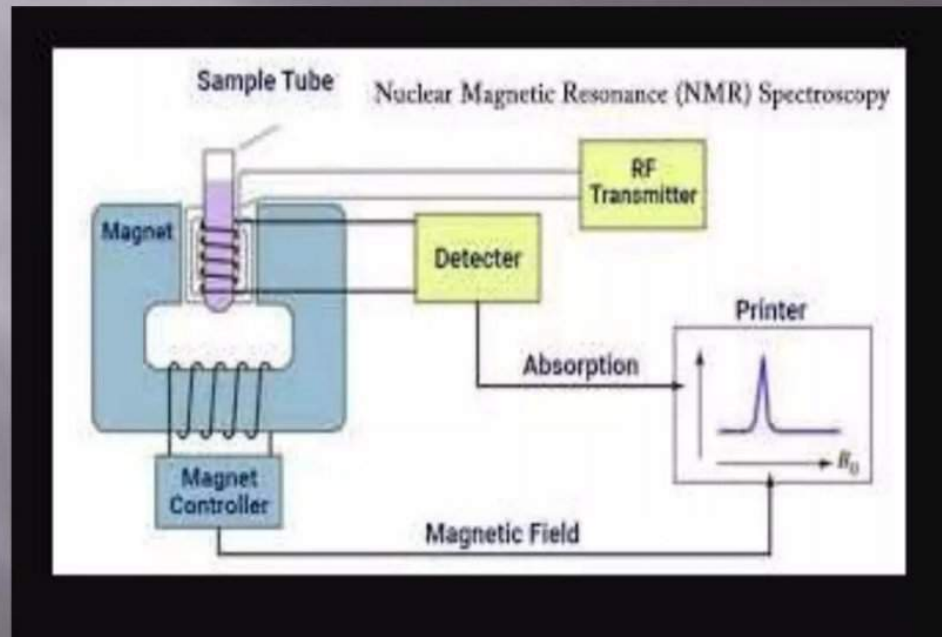 Sample Tube
Nuclear Magnetic Resonance (NMR) Spectroscopy
RF
Transmitter
Magnet
Detecter
Printer
Absorption
B₀
Magnet
Controller
Magnetic Field